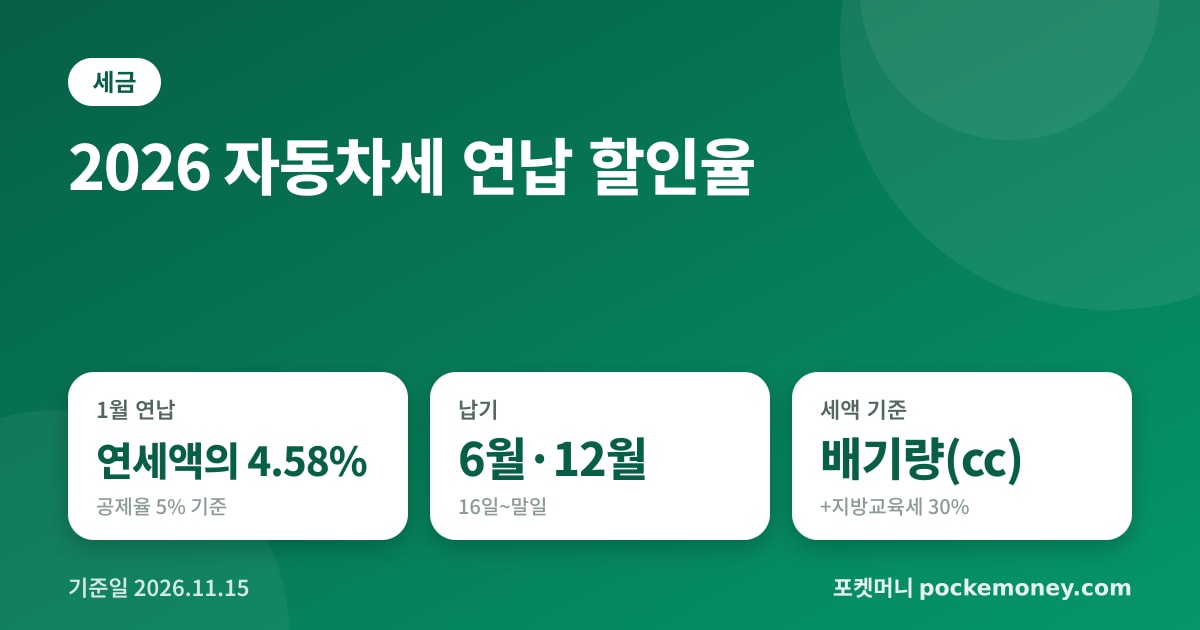 세금
2026 자동차세 연납 할인율
1월 연납
연세액의 4.58%
공제율 5% 기준
납기
6월·12월
16일~말일
세액 기준
배기량(cc)
+지방교육세 30%
기준일 2026.11.15
포켓머니 pockemoney.com